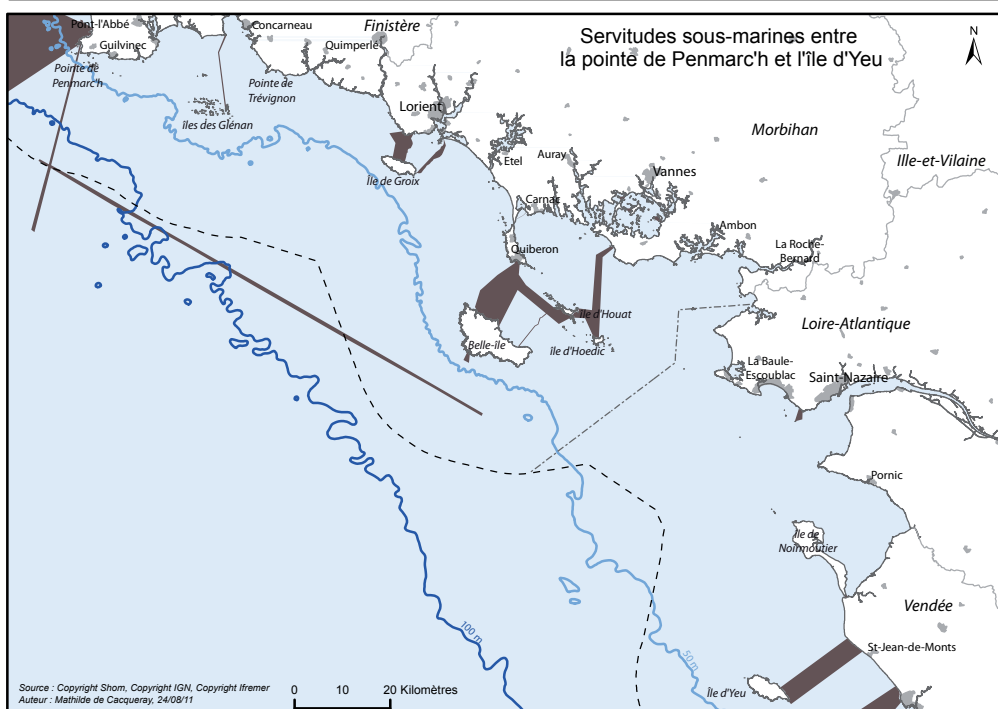 Servitudes sous-marines entre
la pointe de Penmarc'h et l'île d'Yeu
N
Pont-l'Abbé
Guilvinec
Pointe de
Penmarc'h
Concarneau
Finistère
Quimperlé
Pointe de
Trévignon
îles des Glénan
Lorient
Île de Groix
Morbihan
Ille-et-Vilaine
Etel
Auray
Vannes
Carnac
Ambon
La Roche-
Bernard
Quiberon
Île d'Houat
Belle-île
île d'Hoedic
Loire-Atlantique
La Baule-
Escoublac
Saint-Nazaire
Pornic
Île de
Noirmoutier
Vendée
St-Jean-de-Monts
100 m
50 m
Île d'Yeu
Source : Copyright Shom, Copyright IGN, Copyright Ifremer
Auteur : Mathilde de Cacqueray, 24/08/11
0 10 20 Kilomètres